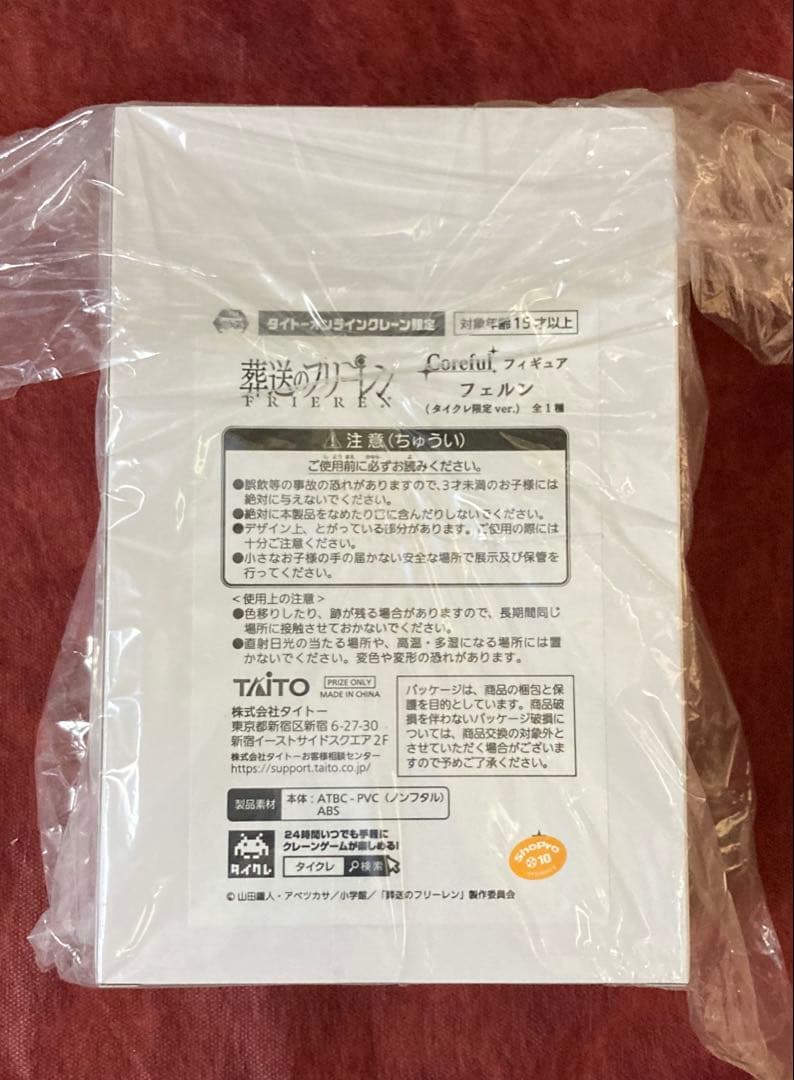 タイトーオンラインクレーン限定 対象年齢15才以上
葬送のフリーレン
FRIEREN
Coreful フィギュア
フェルン
(タイクレ限定ver.) 全1種
注意(ちゅうい)
ご使用前に必ずお読みください。
●誤飲等の事故の恐れがありますので、3才未満のお子様には
絶対に与えないでください。
●絶対に本製品をなめたり口に含んだりしないでください。
●デザイン上、とがっている部分があります。ご使用の際には
十分ご注意ください。
●小さなお子様の手の届かない安全な場所で展示及び保管を
行ってください。
<使用上の注意>
●色移りしたり、跡が残る場合がありますので、長期間同じ
場所に接触させておかないでください。
●直射日光の当たる場所や、高温・多湿になる場所には置
かないでください。変色や変形の恐れがあります。
TAITO PRIZE ONLY
MADE IN CHINA
株式会社タイトー
東京都新宿区新宿 6-27-30
新宿イーストサイドスクエア 2F
株式会社タイトーお客様相談センター
https://support.taito.co.jp/
パッケージは、商品の梱包と保
護を目的としています。商品破
損を伴わないパッケージ破損に
ついては、商品交換の対象外と
させていただく場合がございま
すので予めご了承ください。
製品素材 本体:ATBC-PVC(ノンフタル)
ABS
タイクレ
24時間いつでも手軽に
クレーンゲームが楽しめる!
タイクレ 検索
ShoPro
10
©山田鐘人・アベツカサ/小学館/「葬送のフリーレン」製作委員会